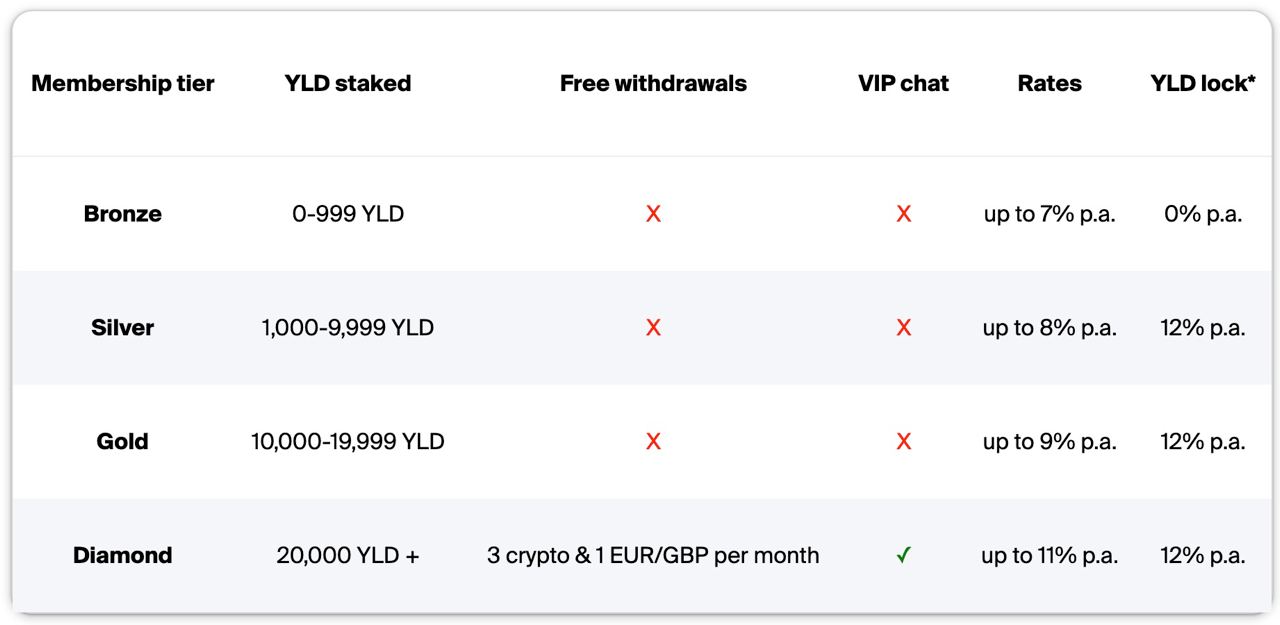 Membership tier YLD staked Free withdrawals VIP chat Rates YLD lock*
Bronze 0-999 YLD X X up to 7% p.a. 0% p.a.
Silver 1,000-9,999 YLD X X up to 8% p.a. 12% p.a.
Gold 10,000-19,999 YLD X X up to 9% p.a. 12% p.a.
Diamond 20,000 YLD + 3 crypto & 1 EUR/GBP per month ✓ up to 11% p.a. 12% p.a.